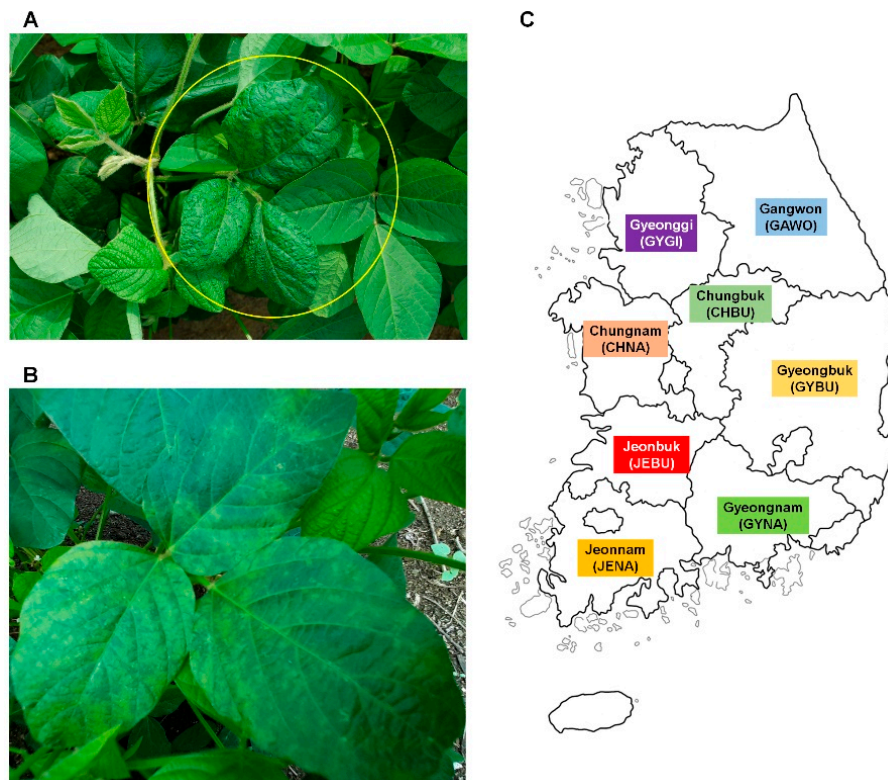 A
B
C
Gyeonggi
(GYGI)
Gangwon
(GAWO)
Chungbuk
(CHBU)
Chungnam
(CHNA)
Gyeongbuk
(GYBU)
Jeonbuk
(JEBU)
Gyeongnam
(GYNA)
Jeonnam
(JENA)